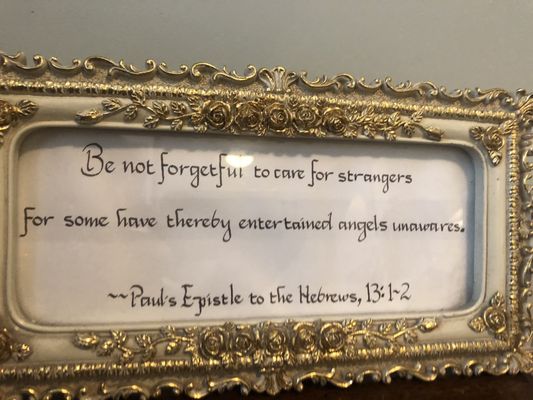 Be not forgetful to care for strangers
for some have thereby entertained angels unawares.
~~Paul's Epistle to the Hebrews, 13:1~2